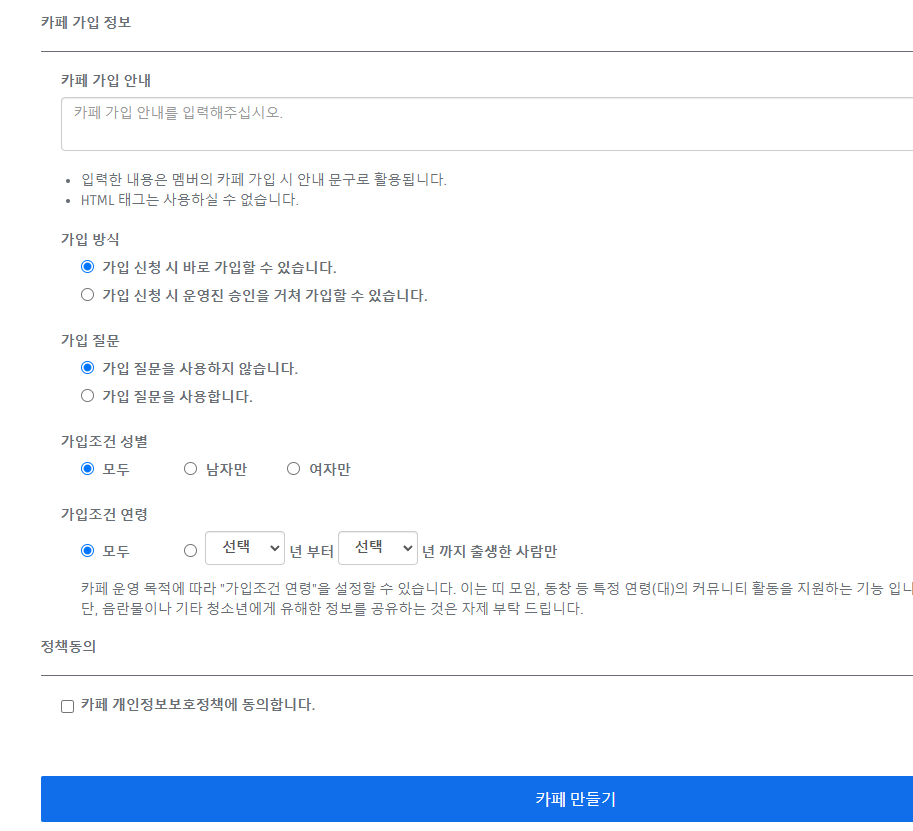 카페 가입 정보
카페 가입 안내
카페 가입 안내를 입력해주십시오.
입력한 내용은 멤버의 카페 가입 시 안내 문구로 활용됩니다.
HTML 태그는 사용하실 수 없습니다.
가입 방식
가입 신청 시 바로 가입할 수 있습니다.
가입 신청 시 운영진 승인을 거쳐 가입할 수 있습니다.
가입 질문
가입 질문을 사용하지 않습니다.
가입 질문을 사용합니다.
가입조건 성별
모두 남자만 여자만
가입조건 연령
모두 선택 년 부터 선택 년 까지 출생한 사람만
카페 운영 목적에 따라 "가입조건 연령"을 설정할 수 있습니다. 이는 띠 모임, 동창 등 특정 연령(대)의 커뮤니티 활동을 지원하는 기능 입니
단, 음란물이나 기타 청소년에게 유해한 정보를 공유하는 것은 자제 부탁 드립니다.
정책동의
카페 개인정보보호정책에 동의합니다.
카페 만들기